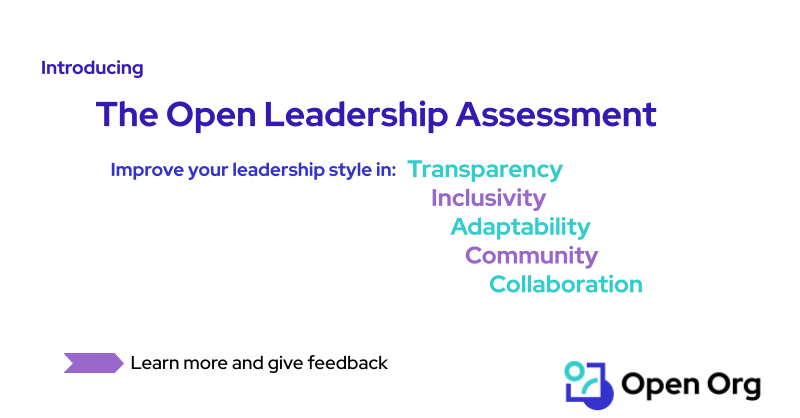 Introducing
The Open Leadership Assessment
Improve your leadership style in: Transparency
Inclusivity
Adaptability
Community
Collaboration
Learn more and give feedback
Open Org